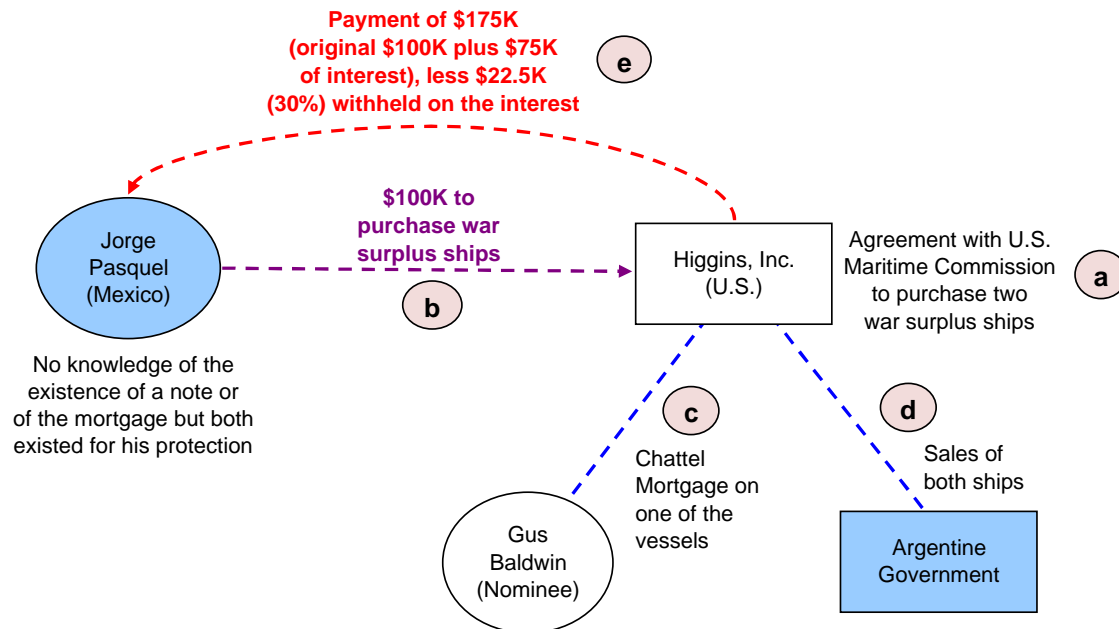 Payment of $175K
(original $100K plus $75K
of interest), less $22.5K
(30%) withheld on the interest
e
$100K to
purchase war
surplus ships
b
Jorge
Pasquel
(Mexico)
Higgins, Inc.
(U.S.)
Agreement with U.S.
Maritime Commission
to purchase two
war surplus ships
a
No knowledge of the
existence of a note or
of the mortgage but both
existed for his protection
c
Chattel
Mortgage on
one of the
vessels
d
Sales of
both ships
Gus
Baldwin
(Nominee)
Argentine
Government